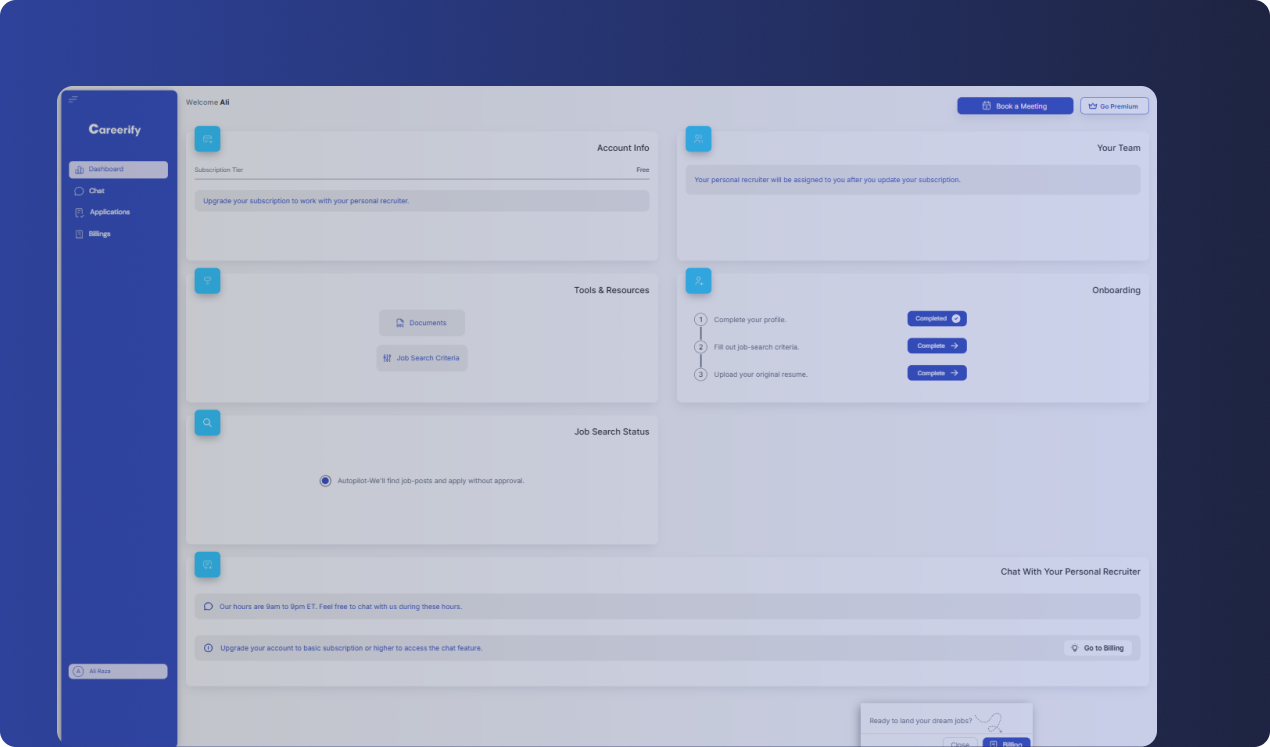 Welcome Ali
Book a Meeting
Go Premium
Careerify
Dashboard
Chat
Applications
Billings
Ali Raza
Account Info
Subscription Tier
Free
Upgrade your subscription to work with your personal recruiter.
Your Team
Your personal recruiter will be assigned to you after you update your subscription.
Tools & Resources
Documents
Job Search Criteria
Onboarding
1 Complete your profile.
Completed
2 Fill out job-search criteria.
Complete
3 Upload your original resume.
Complete
Job Search Status
Autopilot-We'll find job-posts and apply without approval.
Chat With Your Personal Recruiter
Our hours are 9am to 9pm ET. Feel free to chat with us during these hours.
Upgrade your account to basic subscription or higher to access the chat feature.
Go to Billing
Ready to land your dream jobs?
Close
Billing